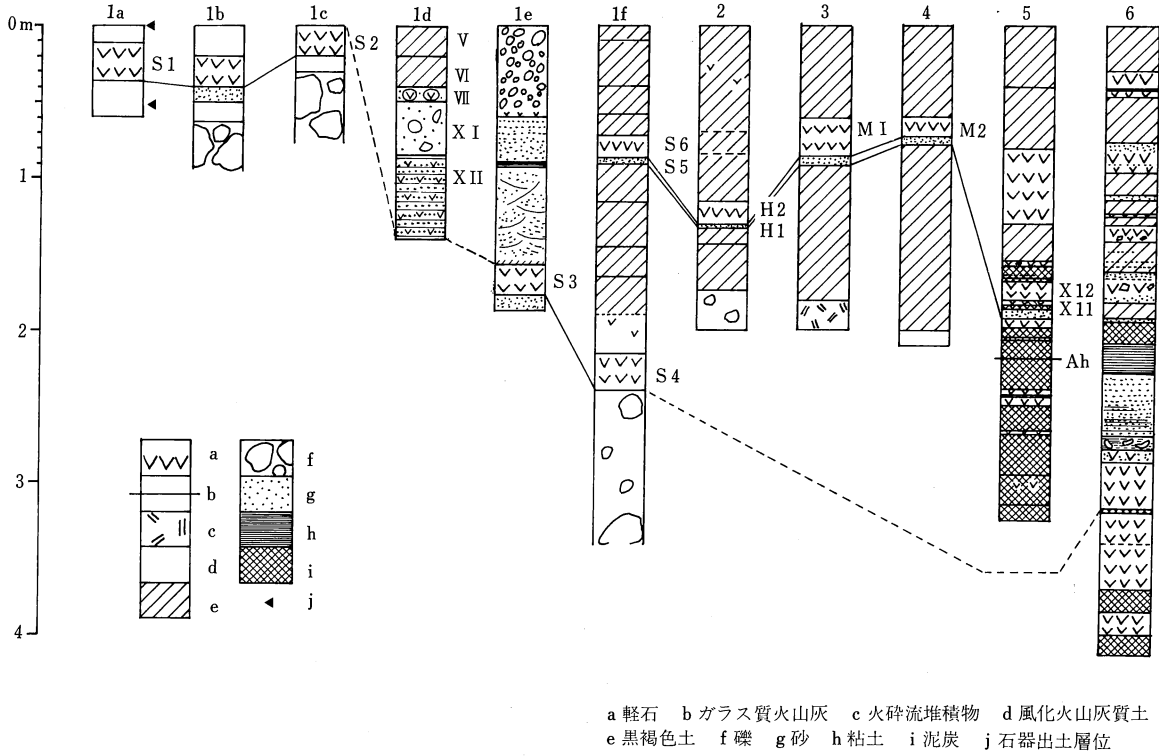 1a 1b 1c 1d 1e 1f 2 3 4 5 6
0m
S1
S2
V
VI
VII
XI
XII
1
S6
S5
M1
M2
H2
H1
S3
X12
X11
2
Ah
S4
a
b
c
d
e
f
g
h
i
j
3
4
a 軽石 b ガラス質火山灰 c 火砕流堆積物 d 風化火山灰質土
e 黒褐色土 f 礫 g 砂 h 粘土 i 泥炭 j 石器出土層位